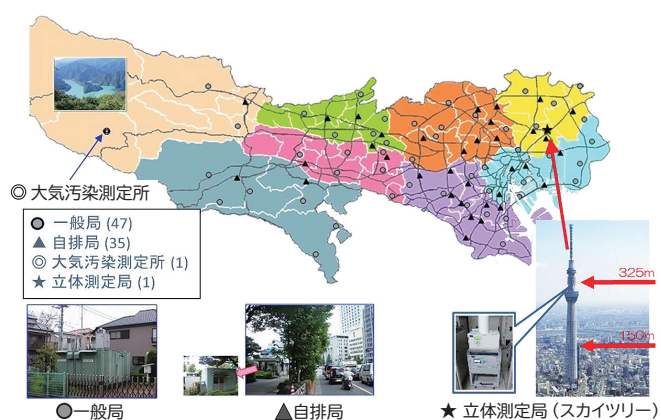 ◎ 大気汚染測定所
一般局 (47)
自排局 (35)
大気汚染測定所 (1)
立体測定局 (1)
325m
150m
一般局
自排局
★ 立体測定局 (スカイツリー)